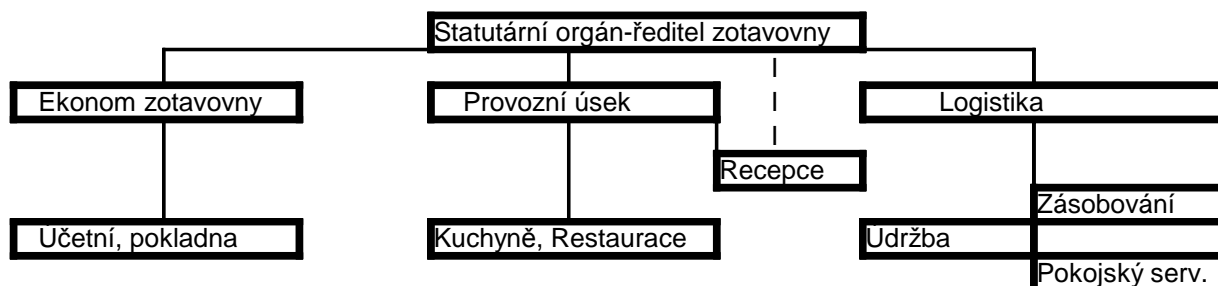 Statutární orgán-ředitel zotavovny
Ekonom zotavovny
Provozní úsek
Logistika
Recepce
Zásobování
Účetní, pokladna
Kuchyně, Restaurace
Údržba
Pokojský serv.